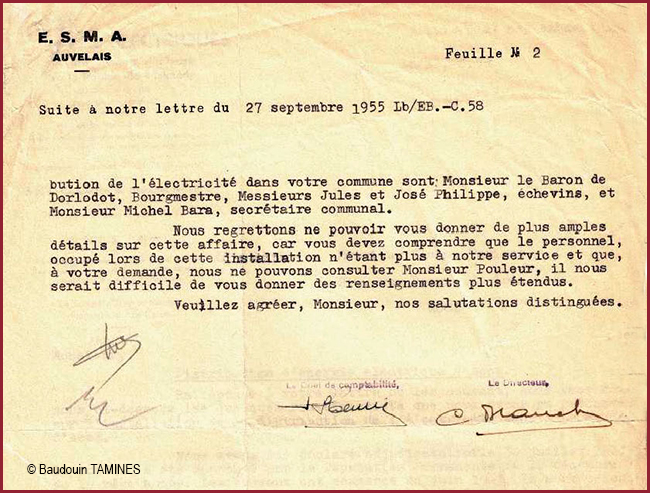 E. S. M. A.
AUVELAIS
Feuille № 2
Suite à notre lettre du 27 septembre 1955 Lb/EB.-C.58
bution de l'électricité dans votre commune sont Monsieur le Baron de
Dorlodot, Bourgmestre, Messieurs Jules et José Philippe, échevins, et
Monsieur Michel Bara, secrétaire communal.
Nous regrettons ne pouvoir vous donner de plus amples
détails sur cette affaire, car vous devez comprendre que le personnel,
occupé lors de cette installation n'étant plus à notre service et que,
à votre demande, nous ne pouvons consulter Monsieur Pouleur, il nous
serait difficile de vous donner des renseignements plus étendus.
Veuillez agréer, Monsieur, nos salutations distinguées.
Le Chef de comptabilité,
Le Directeur,
© Baudouin TAMINES